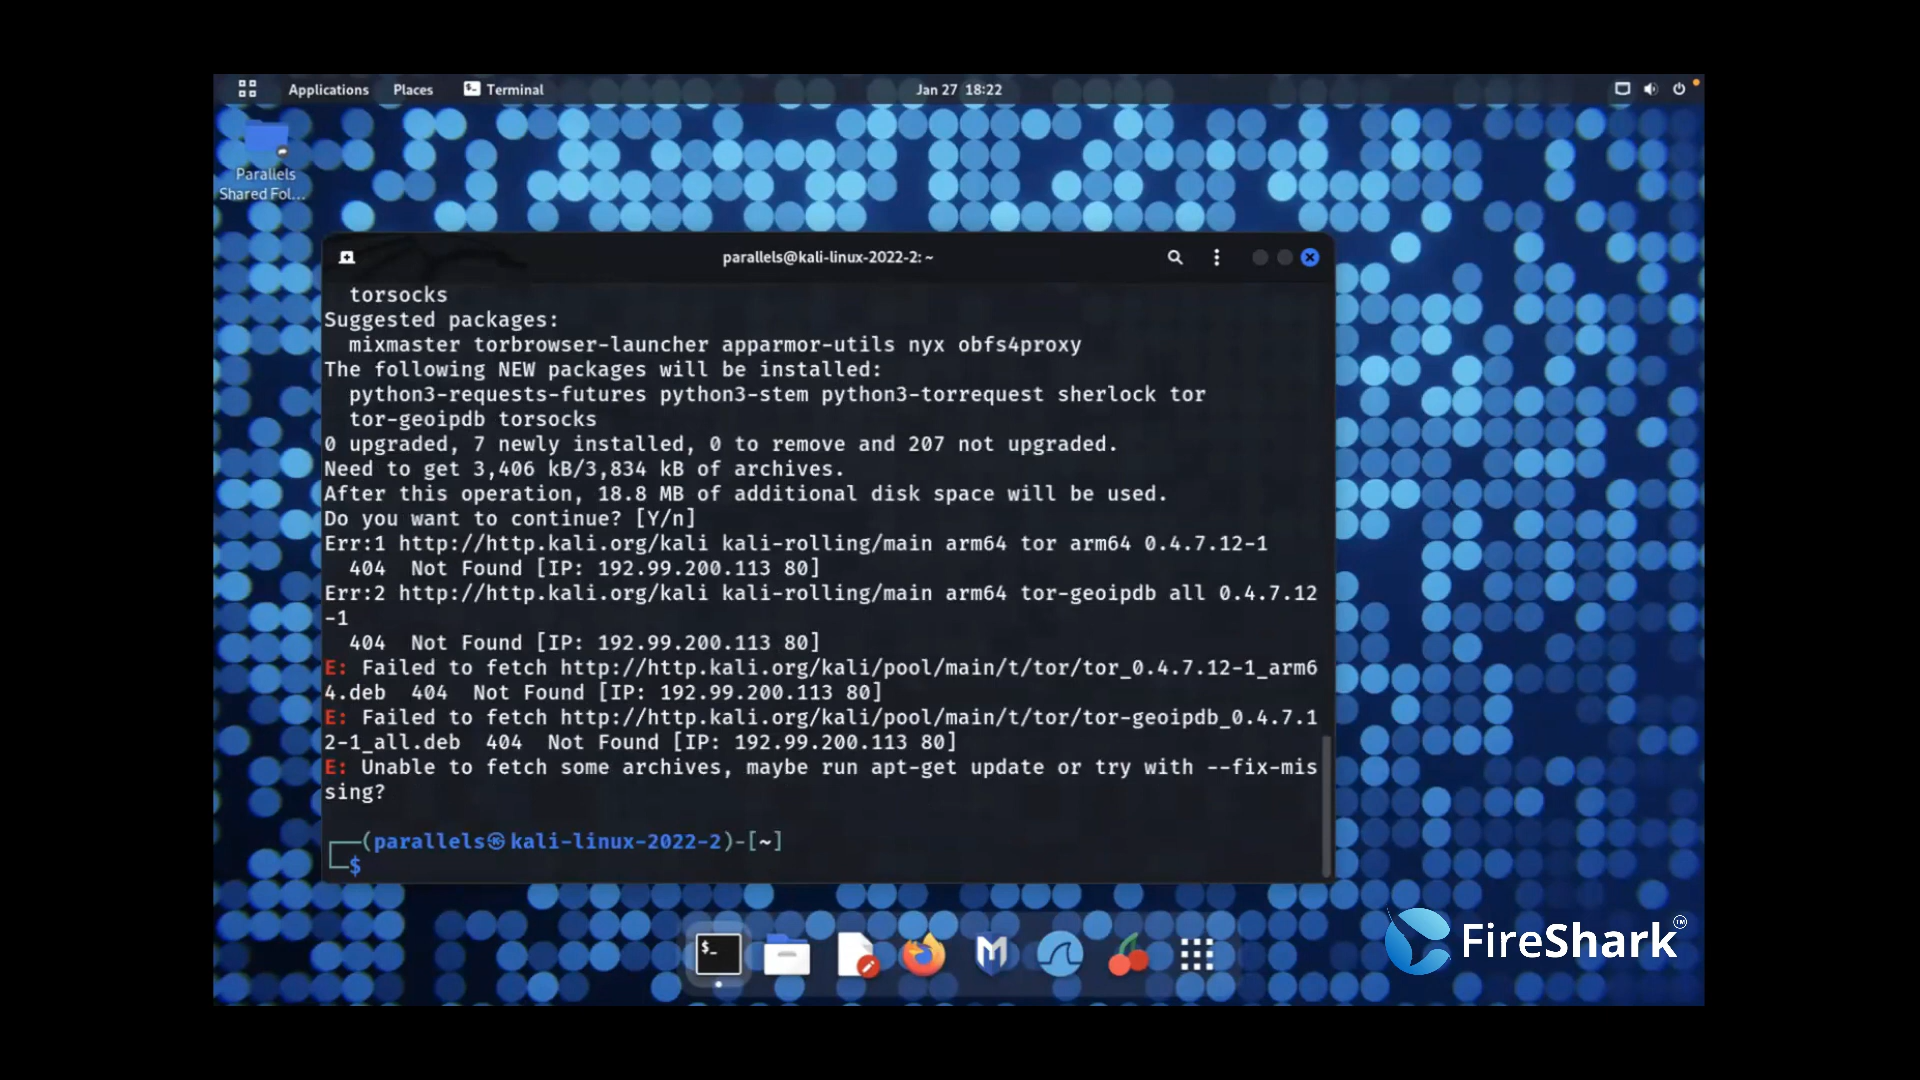 Applications Places Terminal Jan 27 18:22
Parallels
Shared Fol...
parallels@kali-linux-2022-2: ~
torsocks
Suggested packages:
mixmaster torbrowser-launcher apparmor-utils nyx obfs4proxy
The following NEW packages will be installed:
python3-requests-futures python3-stem python3-torrequest sherlock tor
tor-geoipdb torsocks
0 upgraded, 7 newly installed, 0 to remove and 207 not upgraded.
Need to get 3,406 kB/3,834 kB of archives.
After this operation, 18.8 MB of additional disk space will be used.
Do you want to continue? [Y/n]
Err:1 http://http.kali.org/kali kali-rolling/main arm64 tor arm64 0.4.7.12-1
404 Not Found [IP: 192.99.200.113 80]
Err:2 http://http.kali.org/kali kali-rolling/main arm64 tor-geoipdb all 0.4.7.12
-1
404 Not Found [IP: 192.99.200.113 80]
E: Failed to fetch http://http.kali.org/kali/pool/main/t/tor/tor_0.4.7.12-1_arm6
4.deb 404 Not Found [IP: 192.99.200.113 80]
E: Failed to fetch http://http.kali.org/kali/pool/main/t/tor/tor-geoipdb_0.4.7.1
2-1_all.deb 404 Not Found [IP: 192.99.200.113 80]
E: Unable to fetch some archives, maybe run apt-get update or try with --fix-mis
sing?
┌──(parallels㉿kali-linux-2022-2)-[~]
└─$
$_
FireShark™